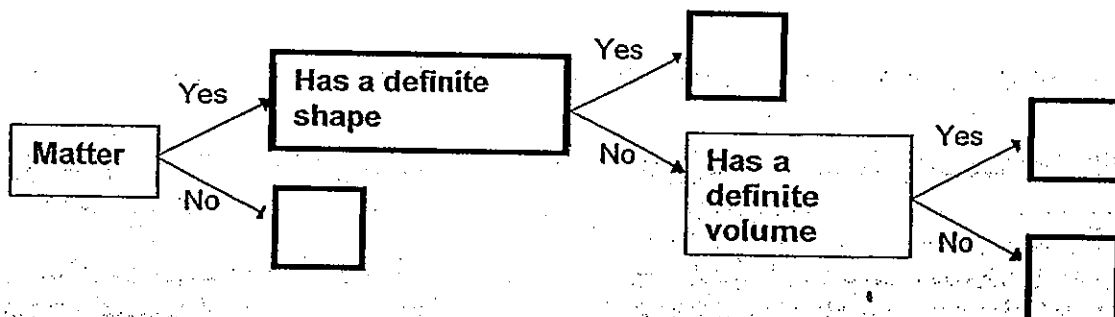 Yes
Has a definite
shape
Yes
Matter
No
No
Has a
definite
volume
Yes
No